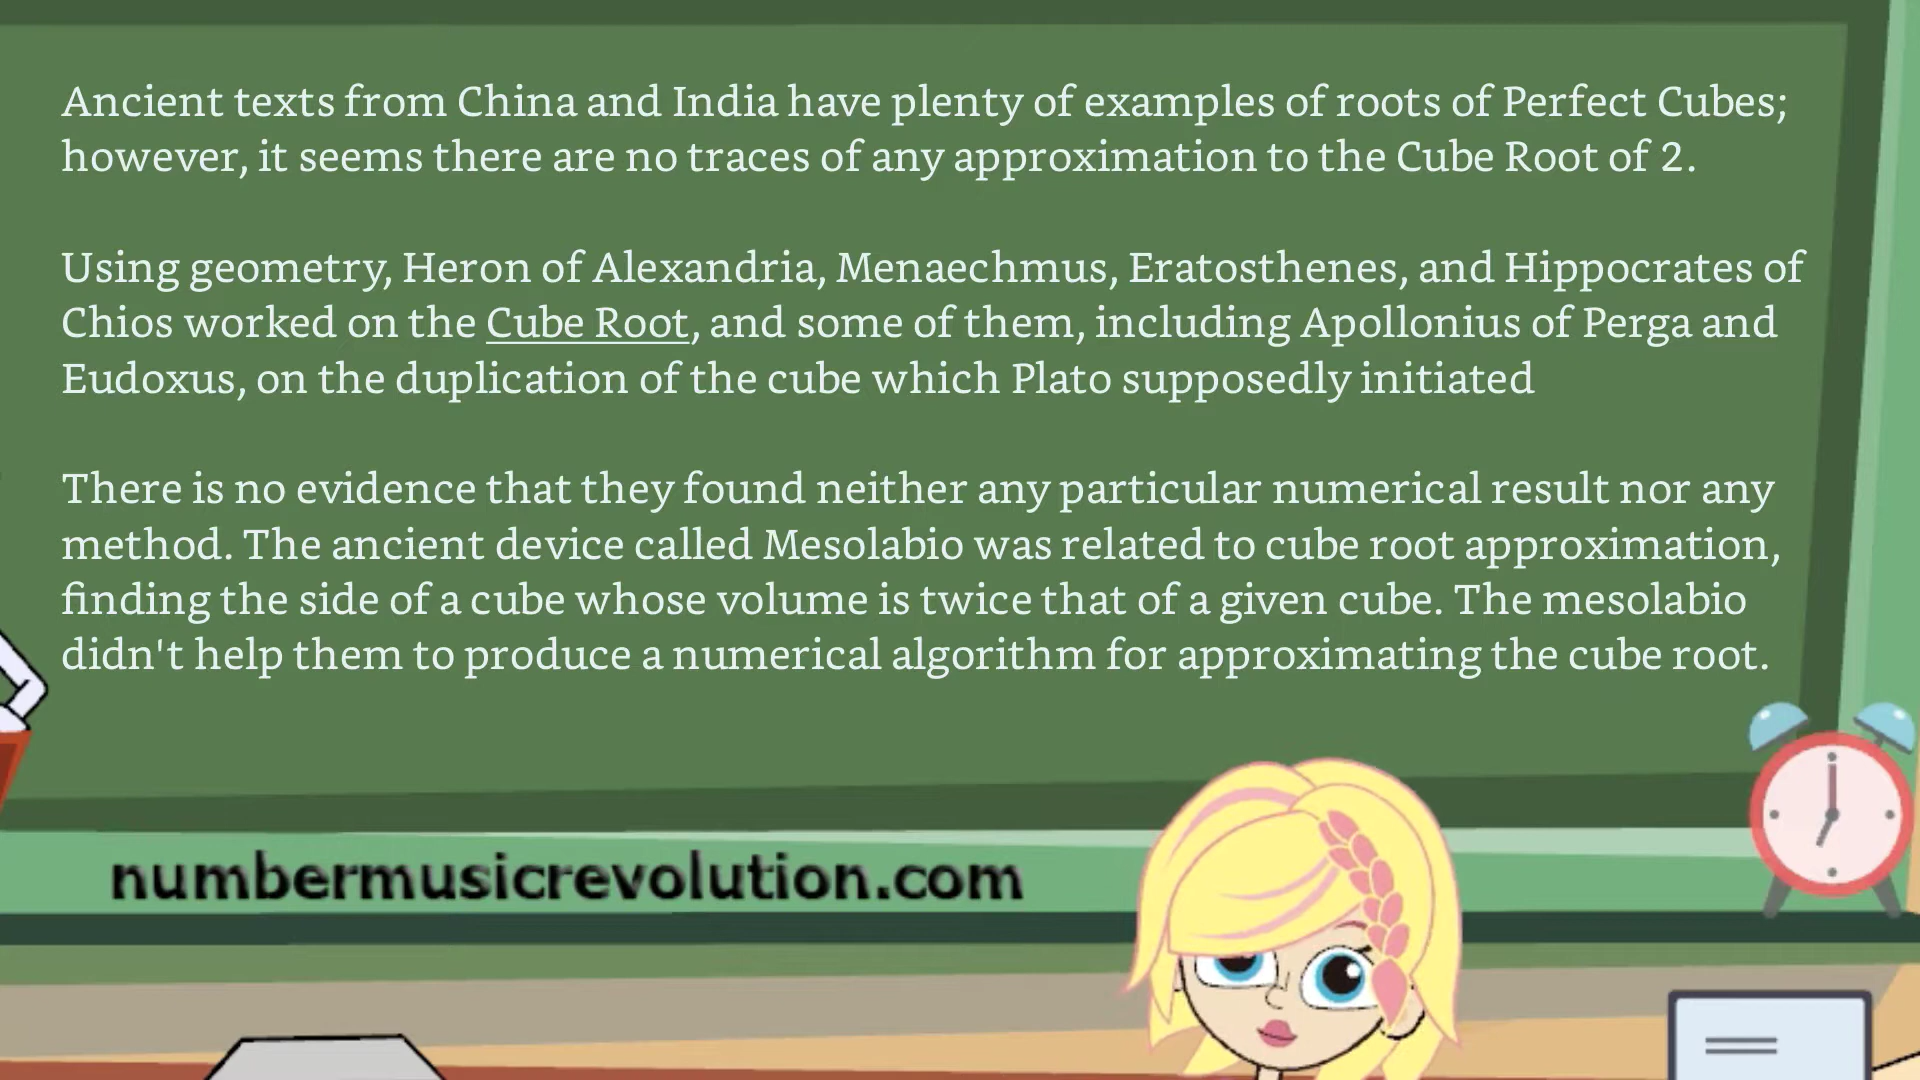 Ancient texts from China and India have plenty of examples of roots of Perfect Cubes;
however, it seems there are no traces of any approximation to the Cube Root of 2.
Using geometry, Heron of Alexandria, Menaechmus, Eratosthenes, and Hippocrates of
Chios worked on the Cube Root, and some of them, including Apollonius of Perga and
Eudoxus, on the duplication of the cube which Plato supposedly initiated
There is no evidence that they found neither any particular numerical result nor any
method. The ancient device called Mesolabio was related to cube root approximation,
finding the side of a cube whose volume is twice that of a given cube. The mesolabio
didn't help them to produce a numerical algorithm for approximating the cube root.
numbermusicrevolution.com